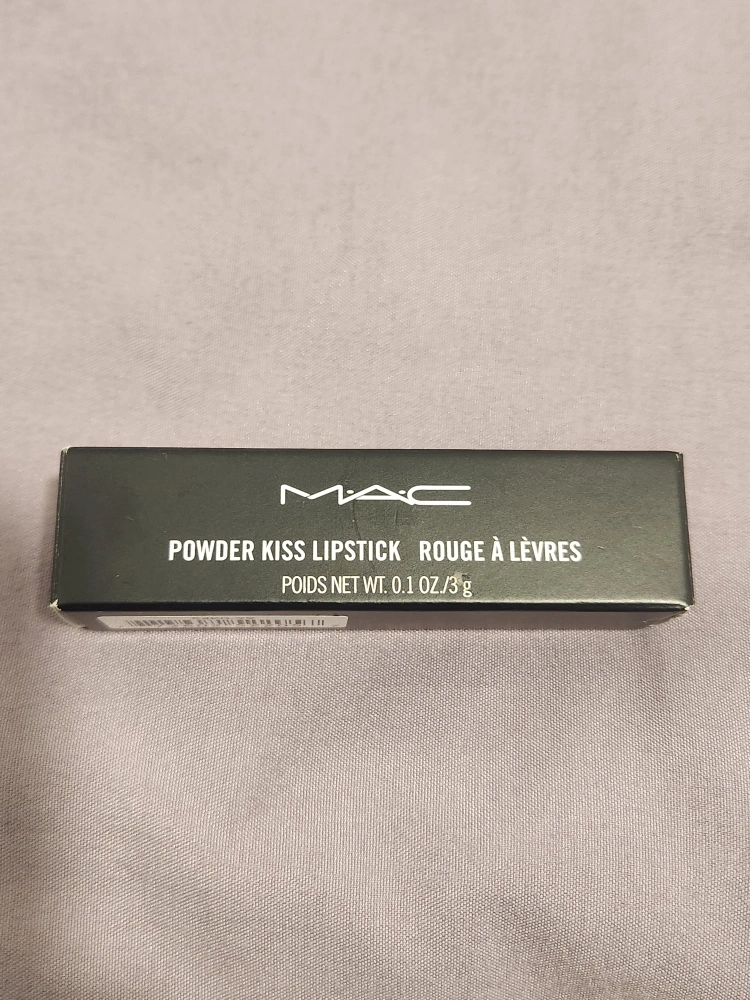 M·A·C
POWDER KISS LIPSTICK ROUGE À LÈVRES
POIDS NET WT. 0.1 OZ./3 g